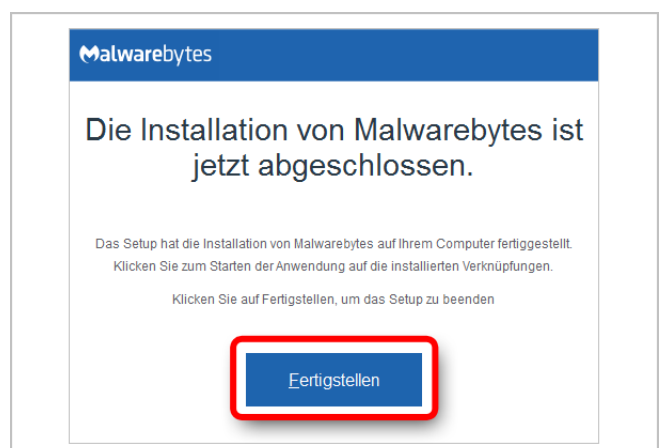 Malwarebytes
Die Installation von Malwarebytes ist
jetzt abgeschlossen.
Das Setup hat die Installation von Malwarebytes auf Ihrem Computer fertiggestellt.
Klicken Sie zum Starten der Anwendung auf die installierten Verknüpfungen.
Klicken Sie auf Fertigstellen, um das Setup zu beenden
Fertigstellen